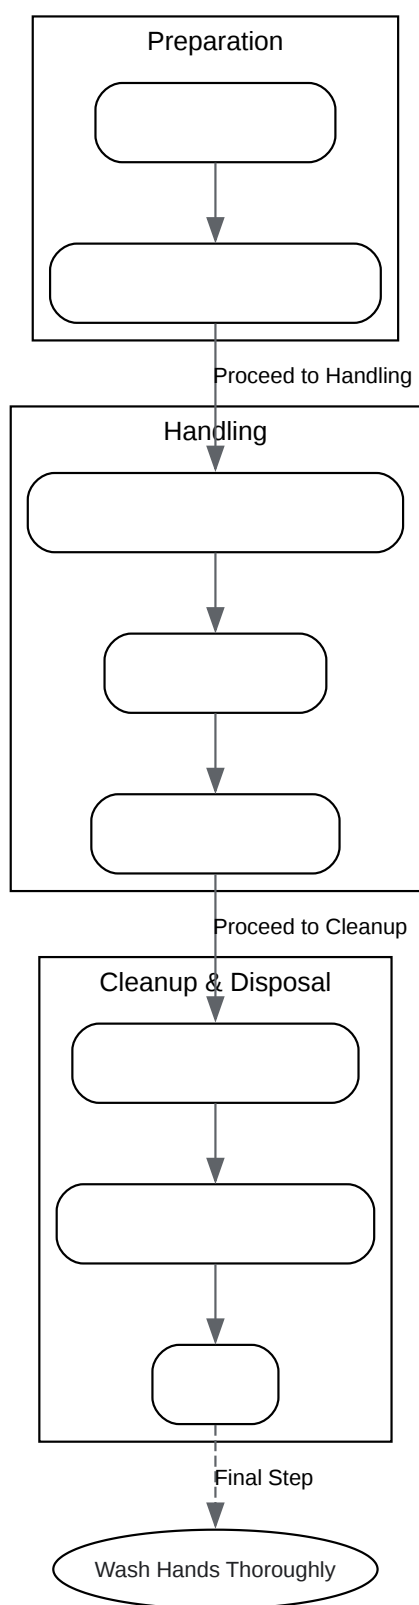 Preparation
Proceed to Handling
Handling
Proceed to Cleanup
Cleanup & Disposal
Final Step
Wash Hands Thoroughly